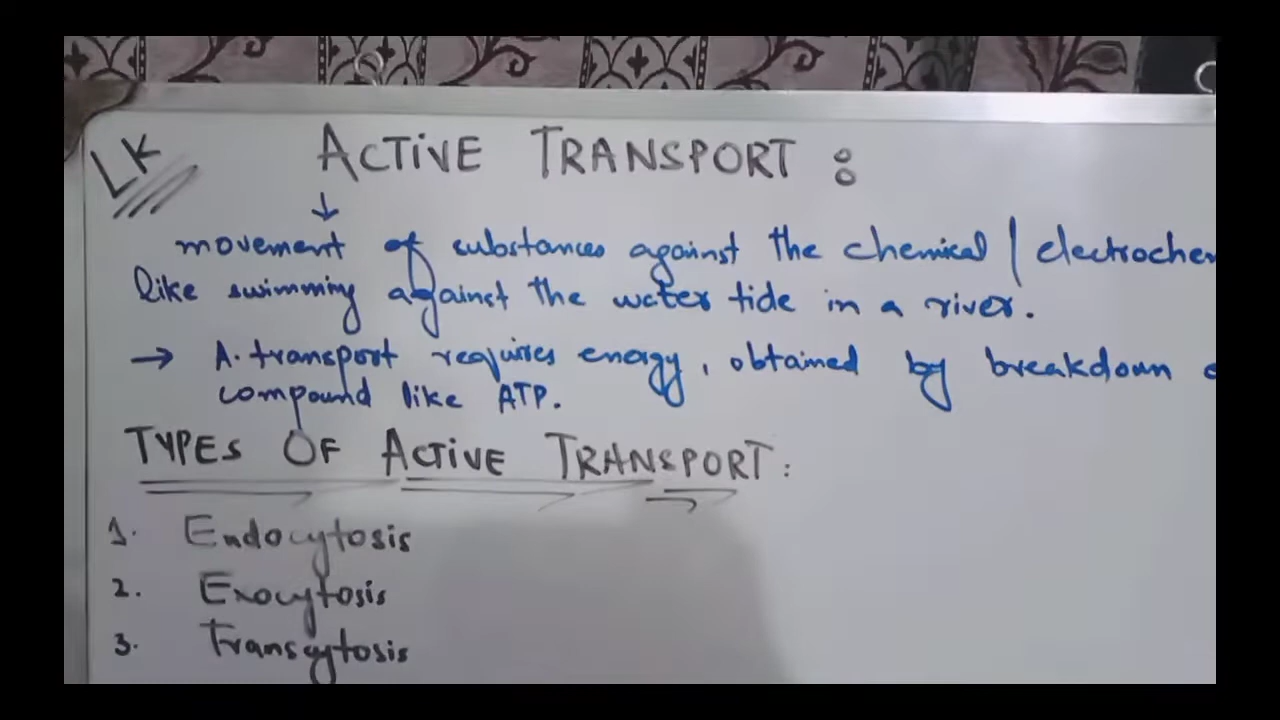 LK
ACTIVE TRANSPORT :
↓
movement of substances against the chemical / electrochem
like swimming against the water tide in a river.
→ A. transport requires energy, obtained by breakdown
compound like ATP.
TYPES OF ACTIVE TRANSPORT:
1. Endocytosis
2. Exocytosis
3. Transcytosis